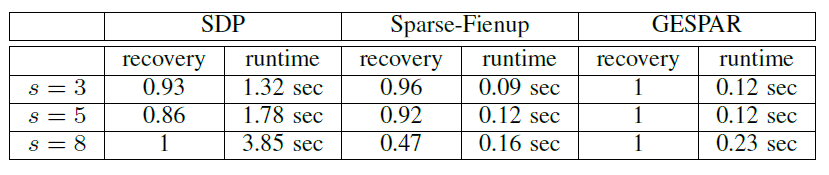 SDP Sparse-Fienup GESPAR
recovery runtime recovery runtime recovery runtime
s = 3 0.93 1.32 sec 0.96 0.09 sec 1 0.12 sec
s = 5 0.86 1.78 sec 0.92 0.12 sec 1 0.12 sec
s = 8 1 3.85 sec 0.47 0.16 sec 1 0.23 sec